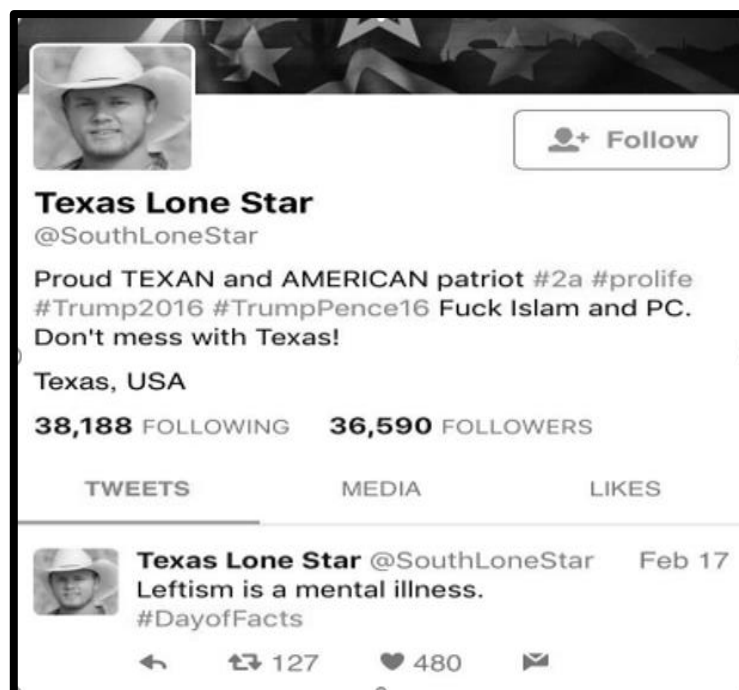 Follow
Texas Lone Star
@SouthLoneStar
Proud TEXAN and AMERICAN patriot #2a #prolife
#Trump2016 #TrumpPence16 Fuck Islam and PC.
Don't mess with Texas!
Texas, USA
38,188 FOLLOWING 36,590 FOLLOWERS
TWEETS MEDIA LIKES
Texas Lone Star @SouthLoneStar Feb 17
Leftism is a mental illness.
#DayofFacts
127 480